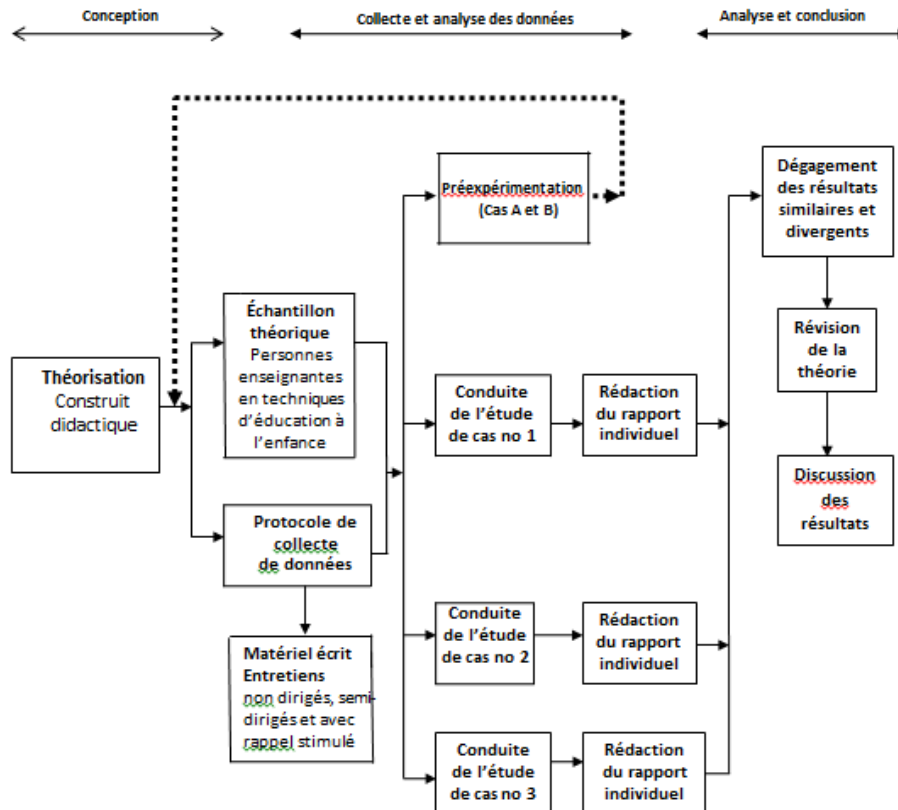 Conception
Collecte et analyse des données
Analyse et conclusion
Préexpérimentation
(Cas A et B)
Dégagement
des résultats
similaires et
divergents
Échantillon
théorique
Personnes
enseignantes
en techniques
d'éducation à
l'enfance
Révision
de la
théorie
Théorisation
Construit
didactique
Conduite
de l'étude
de cas no 1
Rédaction
du rapport
individuel
Discussion
des
résultats
Protocole de
collecte
de données
Matériel écrit
Entretiens
non dirigés, semi-
dirigés et avec
rappel stimulé
Conduite
de l'étude
de cas no 2
Rédaction
du rapport
individuel
Conduite
de l'étude
de cas no 3
Rédaction
du rapport
individuel